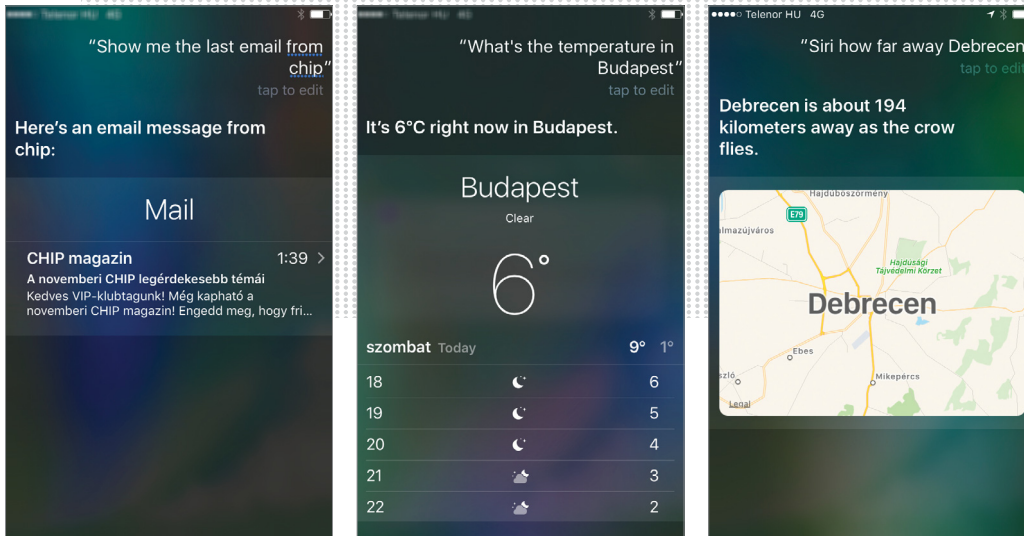 “Show me the last email from
chip”
tap to edit
Here’s an email message from
chip:
Mail
CHIP magazin 1:39
A novemberi CHIP legérdekesebb témái
Kedves VIP-klubtagunk! Még kapható a
novemberi CHIP magazin! Engedd meg, hogy fri...
“What's the temperature in
Budapest”
tap to edit
It’s 6°C right now in Budapest.
Budapest
Clear
6°
szombat Today 9° 1°
18 6
19 5
20 4
21 3
22 2
Telenor HU 4G
“Siri how far away Debrecen
tap to edit
Debrecen is about 194
kilometers away as the crow
flies.
Hajdúböszörmény
E79
lmazújváros
Hajdúsági
Tájvédelmi Körzet
Debrecen
Ebes
szló
Mikepércs
Legal